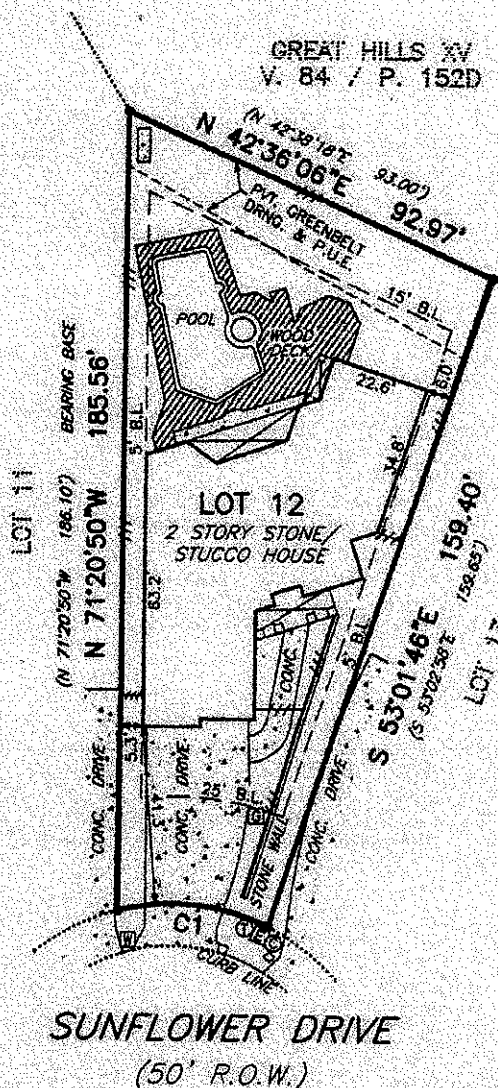 GREAT HILLS XV
V. 84 / P. 152D
(N 42°38'18"E 93.00')
N 42°36'06"E 92.97'
PVT. GREENBELT
DRNG. & P.U.E.
15' B.L.
POOL
WOOD
DECK
22.6'
6.0'
34.8'
BEARING BASE
185.56'
5' B.L.
LOT 11
(N 71°20'50"W 186.10')
N 71°20'50"W
63.2'
LOT 12
2 STORY STONE/
STUCCO HOUSE
159.40'
S 53°01'46"E
(S 53°02'58"E 159.65')
5' B.L.
LOT
CONC.
5.3'
CONC. DRIVE
CONC. DRIVE
25' B.L.
G
STONE WALL
CONC. DRIVE
C1
W
T
E
C
CURB LINE
SUNFLOWER DRIVE
(50' R.O.W.)